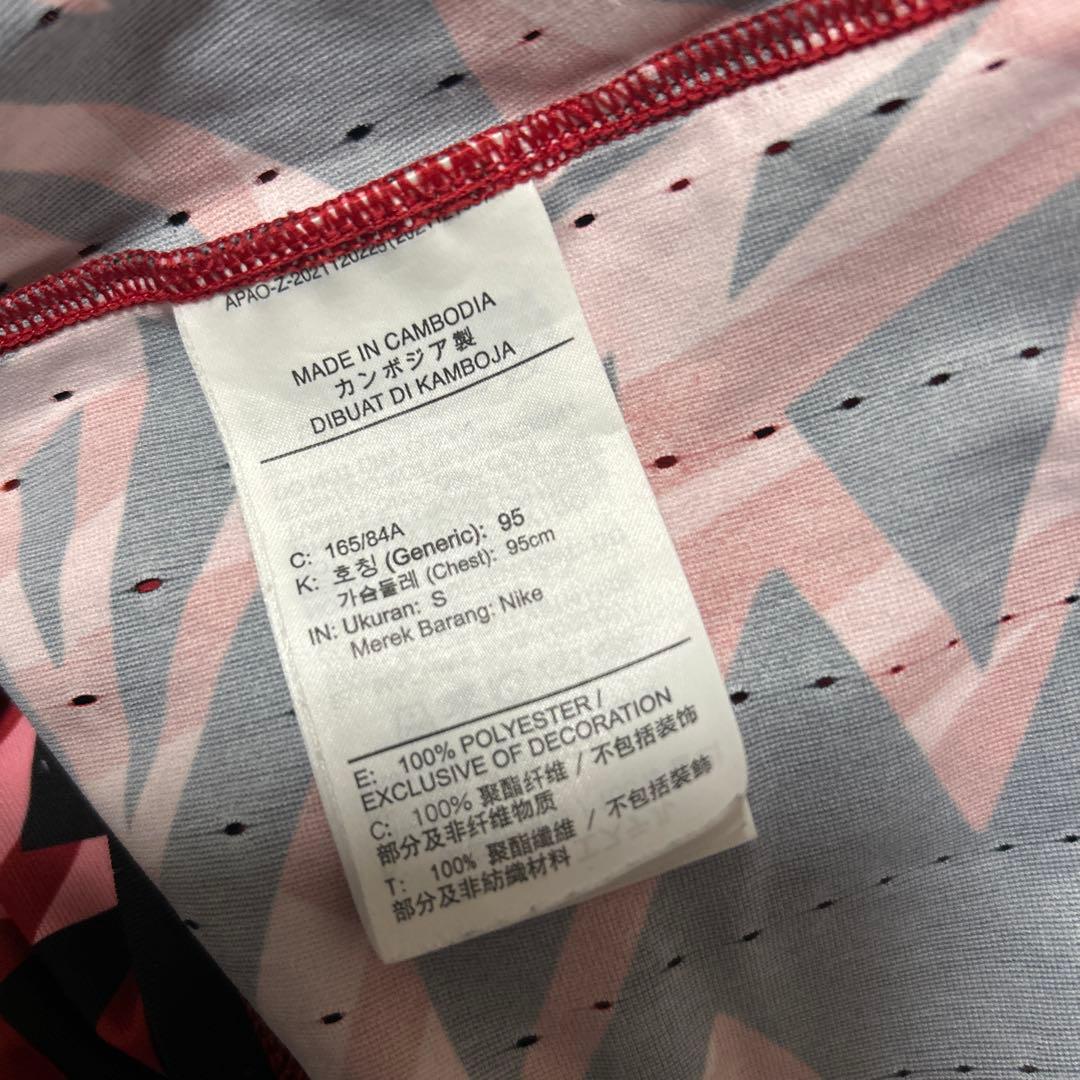 APAO-Z-2021120223
MADE IN CAMBODIA
カンボジア製
DIBUAT DI KAMBOJA
C: 165/84A
K: 호칭 (Generic): 95
가슴둘레 (Chest): 95cm
IN: Ukuran: S
Merek Barang: Nike
E: 100% POLYESTER /
EXCLUSIVE OF DECORATION
C: 100% 聚酯纤维 / 不包括装饰
部分及非纤维物质
T: 100% 聚酯纖維 / 不包括裝飾
部分及非紡織材料